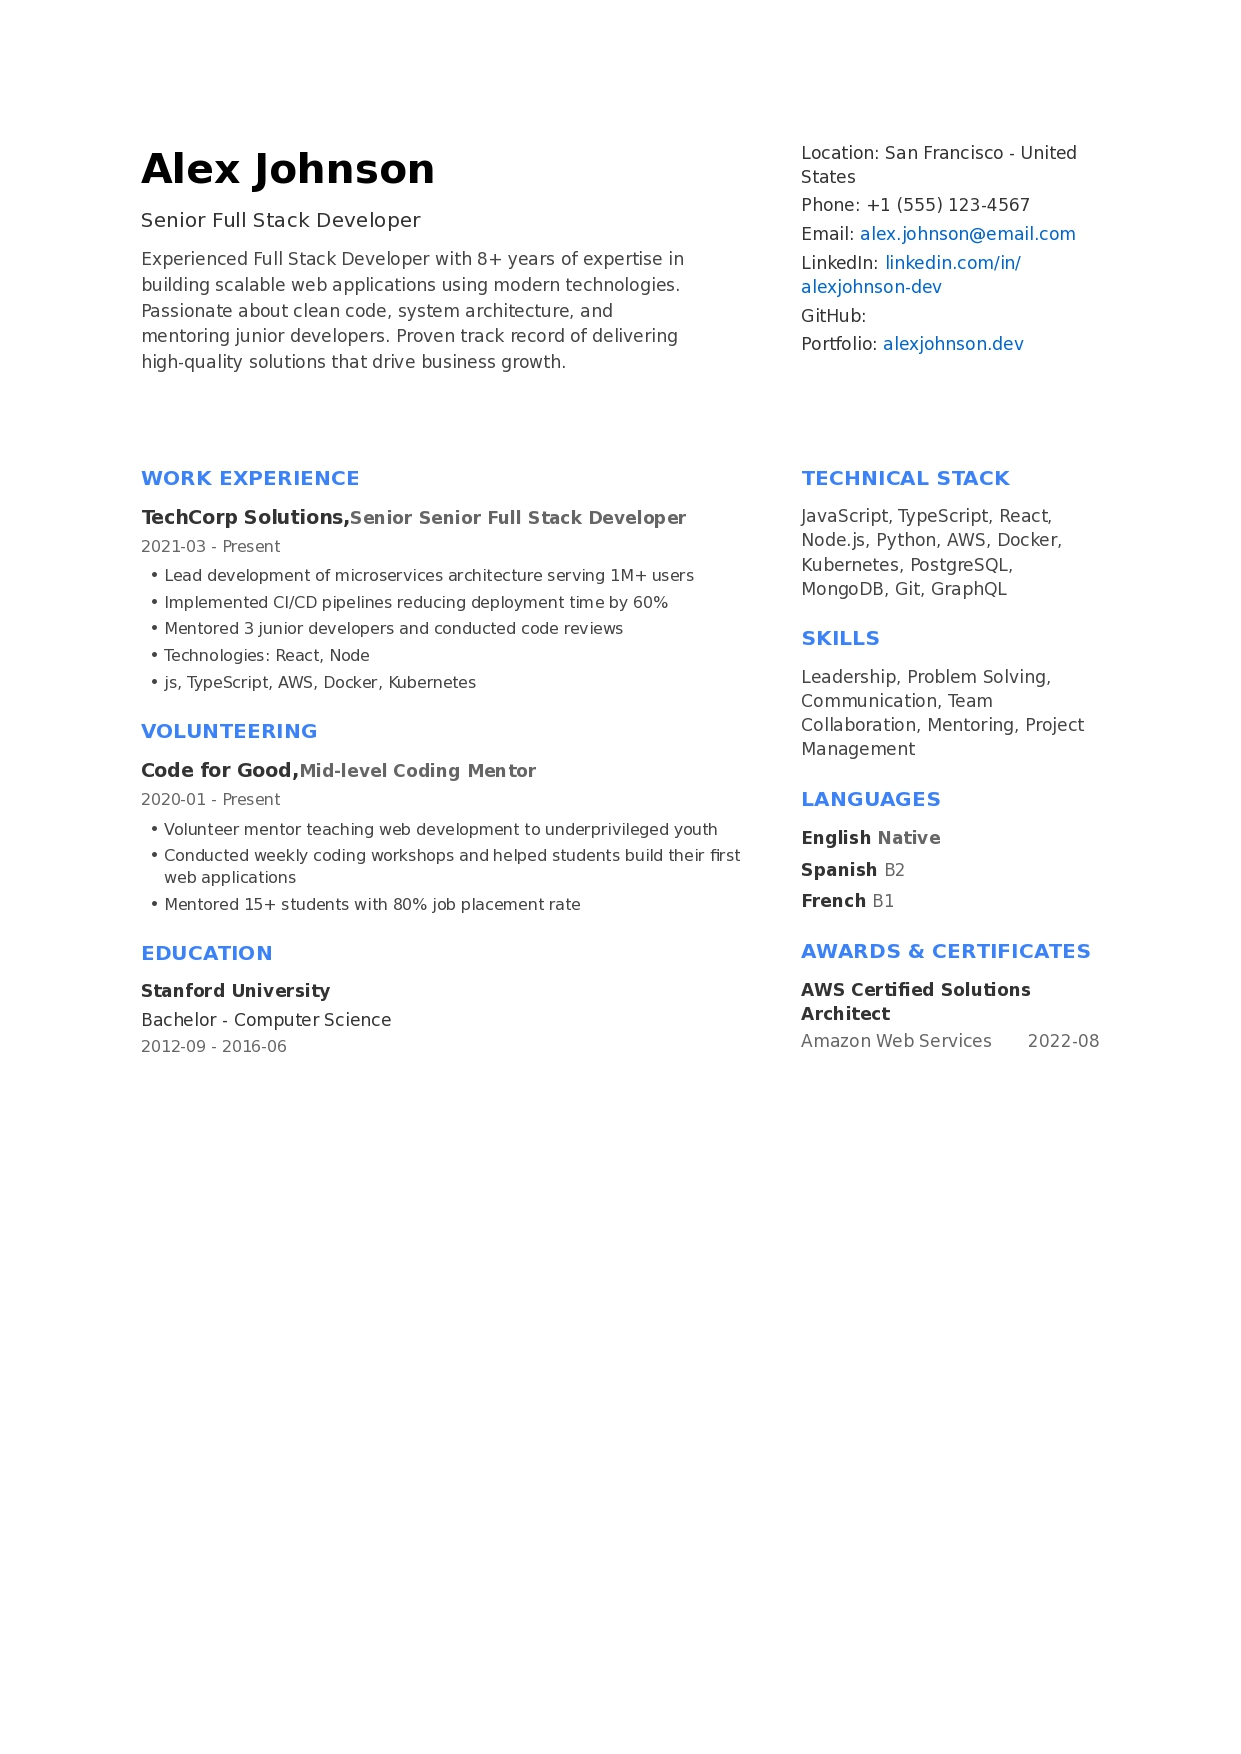 Alex Johnson
Senior Full Stack Developer
Experienced Full Stack Developer with 8+ years of expertise in
building scalable web applications using modern technologies.
Passionate about clean code, system architecture, and
mentoring junior developers. Proven track record of delivering
high-quality solutions that drive business growth.
Location: San Francisco - United
States
Phone: +1 (555) 123-4567
Email: alex.johnson@email.com
LinkedIn: linkedin.com/in/
alexjohnson-dev
GitHub:
Portfolio: alexjohnson.dev
WORK EXPERIENCE
TechCorp Solutions,Senior Senior Full Stack Developer
2021-03 - Present
• Lead development of microservices architecture serving 1M+ users
• Implemented CI/CD pipelines reducing deployment time by 60%
• Mentored 3 junior developers and conducted code reviews
• Technologies: React, Node
• js, TypeScript, AWS, Docker, Kubernetes
VOLUNTEERING
Code for Good,Mid-level Coding Mentor
2020-01 - Present
• Volunteer mentor teaching web development to underprivileged youth
• Conducted weekly coding workshops and helped students build their first
web applications
• Mentored 15+ students with 80% job placement rate
EDUCATION
Stanford University
Bachelor - Computer Science
2012-09 - 2016-06
TECHNICAL STACK
JavaScript, TypeScript, React,
Node.js, Python, AWS, Docker,
Kubernetes, PostgreSQL,
MongoDB, Git, GraphQL
SKILLS
Leadership, Problem Solving,
Communication, Team
Collaboration, Mentoring, Project
Management
LANGUAGES
English Native
Spanish B2
French B1
AWARDS & CERTIFICATES
AWS Certified Solutions
Architect
Amazon Web Services 2022-08